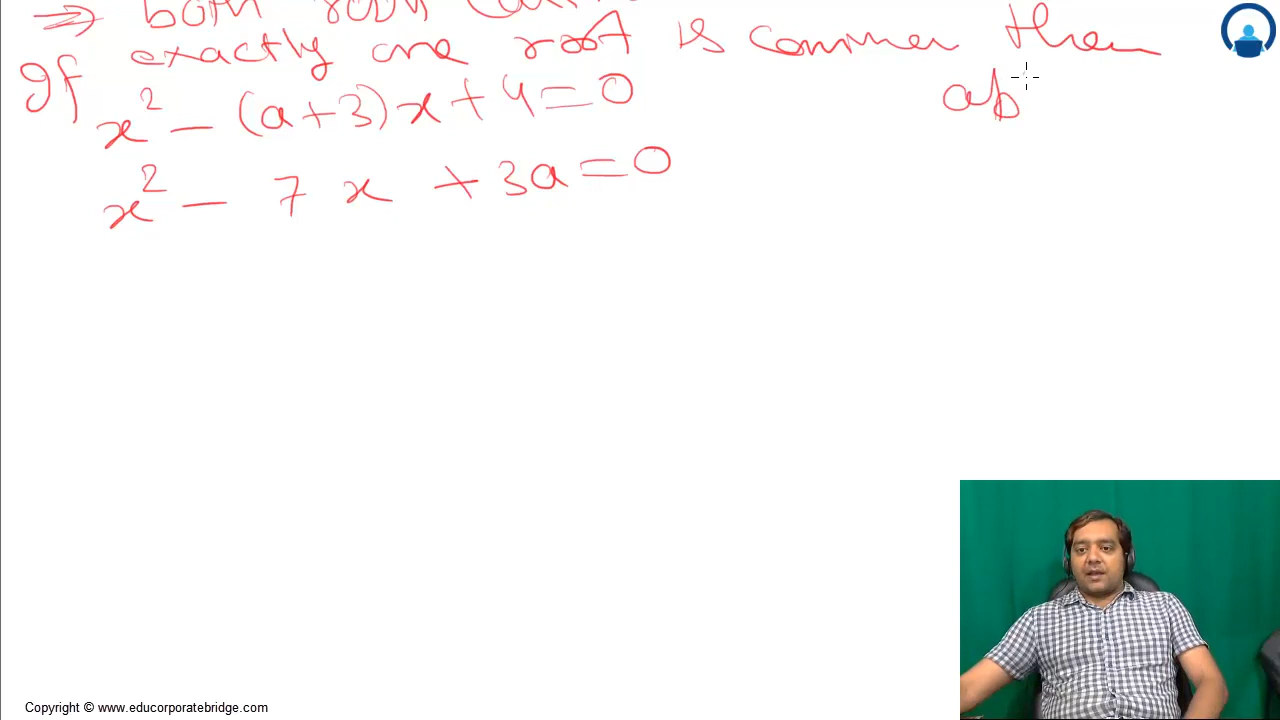 ⇒ both root
exactly one root is common then
If x² - (a+3)x + 4 = 0
ab
x² - 7x + 3a = 0
Copyright © www.educorporatebridge.com